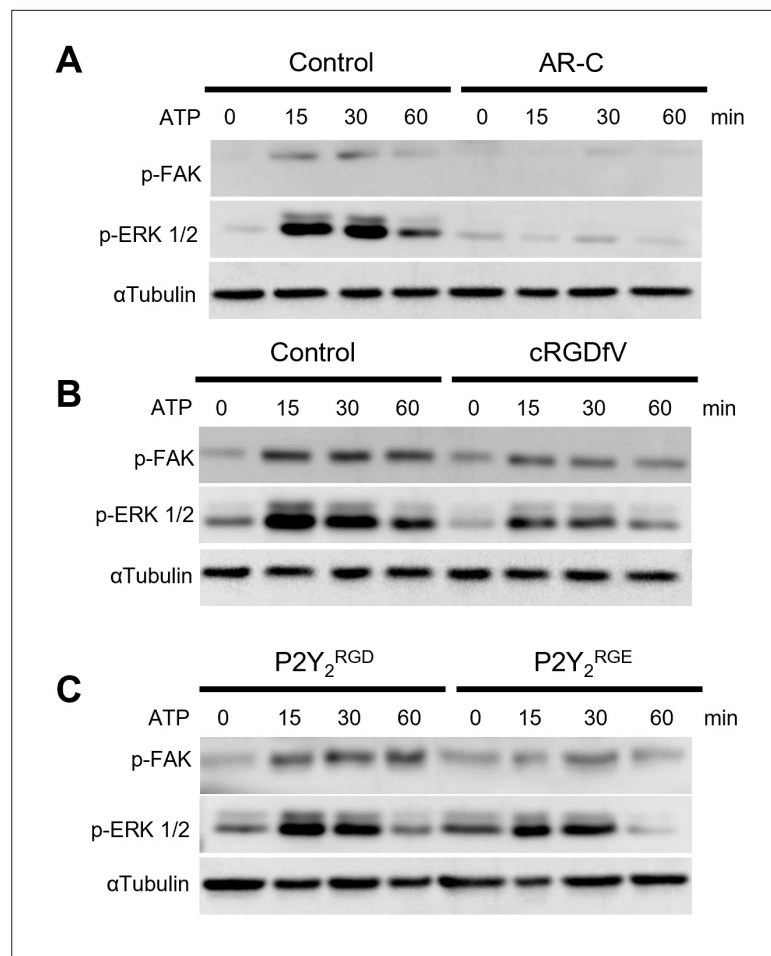 A
Control AR-C
ATP 0 15 30 60 0 15 30 60 min
p-FAK
p-ERK 1/2
αTubulin
Control cRGDfV
B
ATP 0 15 30 60 0 15 30 60 min
p-FAK
p-ERK 1/2
αTubulin
P2Y₂ᴿᴳᴰ P2Y₂ᴿᴳᴱ
C
ATP 0 15 30 60 0 15 30 60 min
p-FAK
p-ERK 1/2
αTubulin